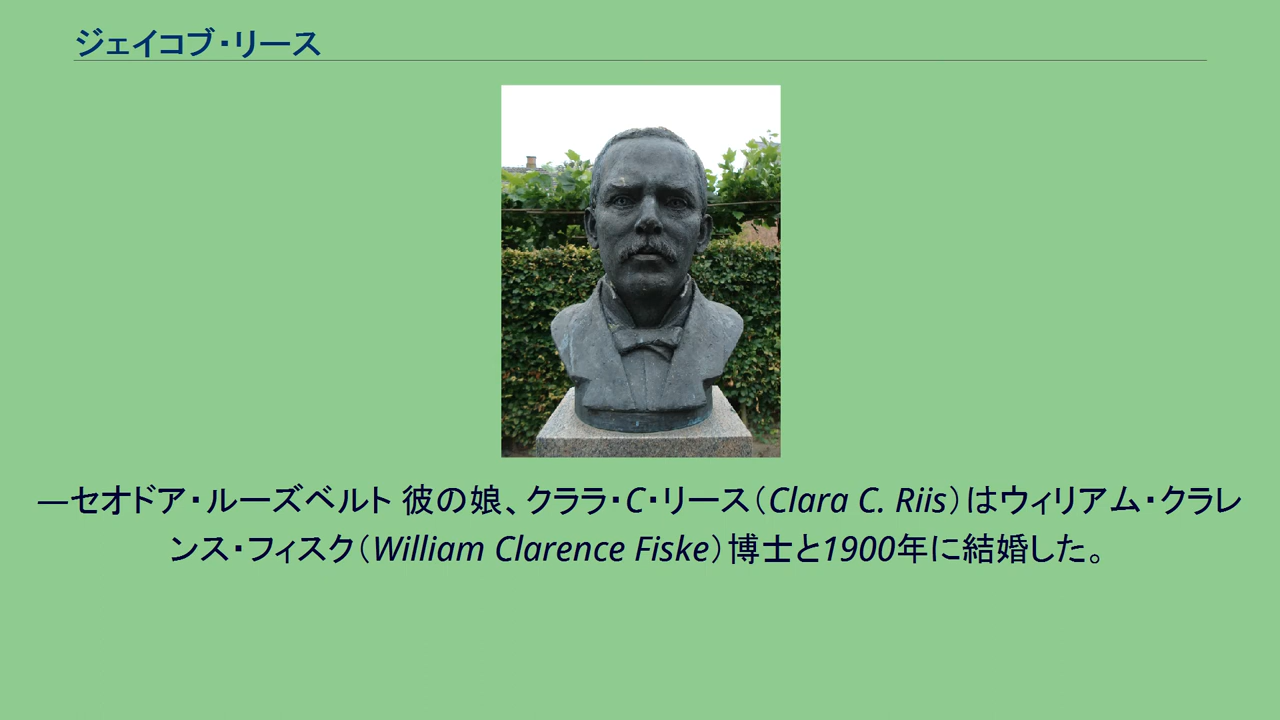 ジェイコブ・リース
—セオドア・ルーズベルト 彼の娘、クララ・C・リース（Clara C. Riis）はウィリアム・クラレ
ンス・フィスク（William Clarence Fiske）博士と1900年に結婚した。